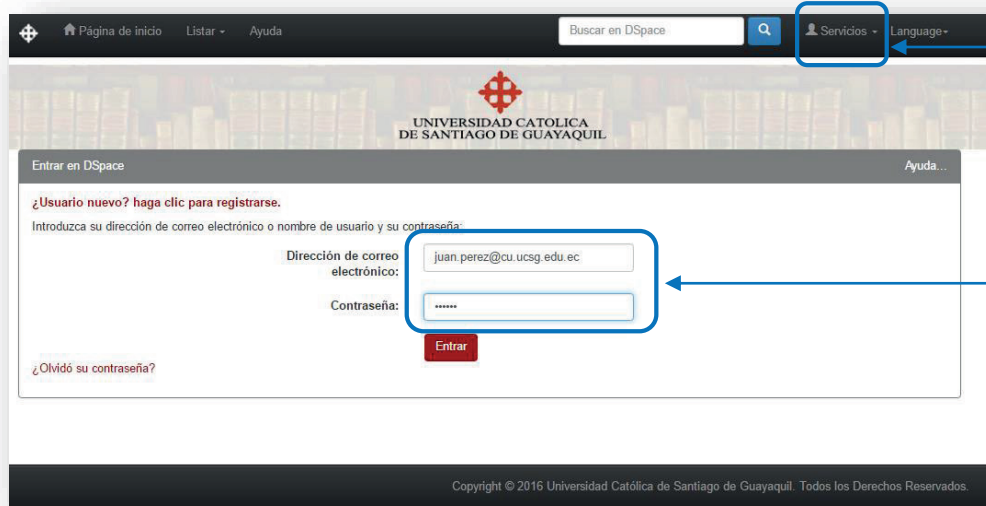 Página de inicio Listar Ayuda Buscar en DSpace Servicios Language
UNIVERSIDAD CATOLICA
DE SANTIAGO DE GUAYAQUIL
Entrar en DSpace Ayuda...
¿Usuario nuevo? haga clic para registrarse.
Introduzca su dirección de correo electrónico o nombre de usuario y su contraseña:
Dirección de correo
electrónico:
juan.perez@cu.ucsg.edu.ec
Contraseña: ••••••
Entrar
¿Olvidó su contraseña?
Copyright © 2016 Universidad Católica de Santiago de Guayaquil. Todos los Derechos Reservados.